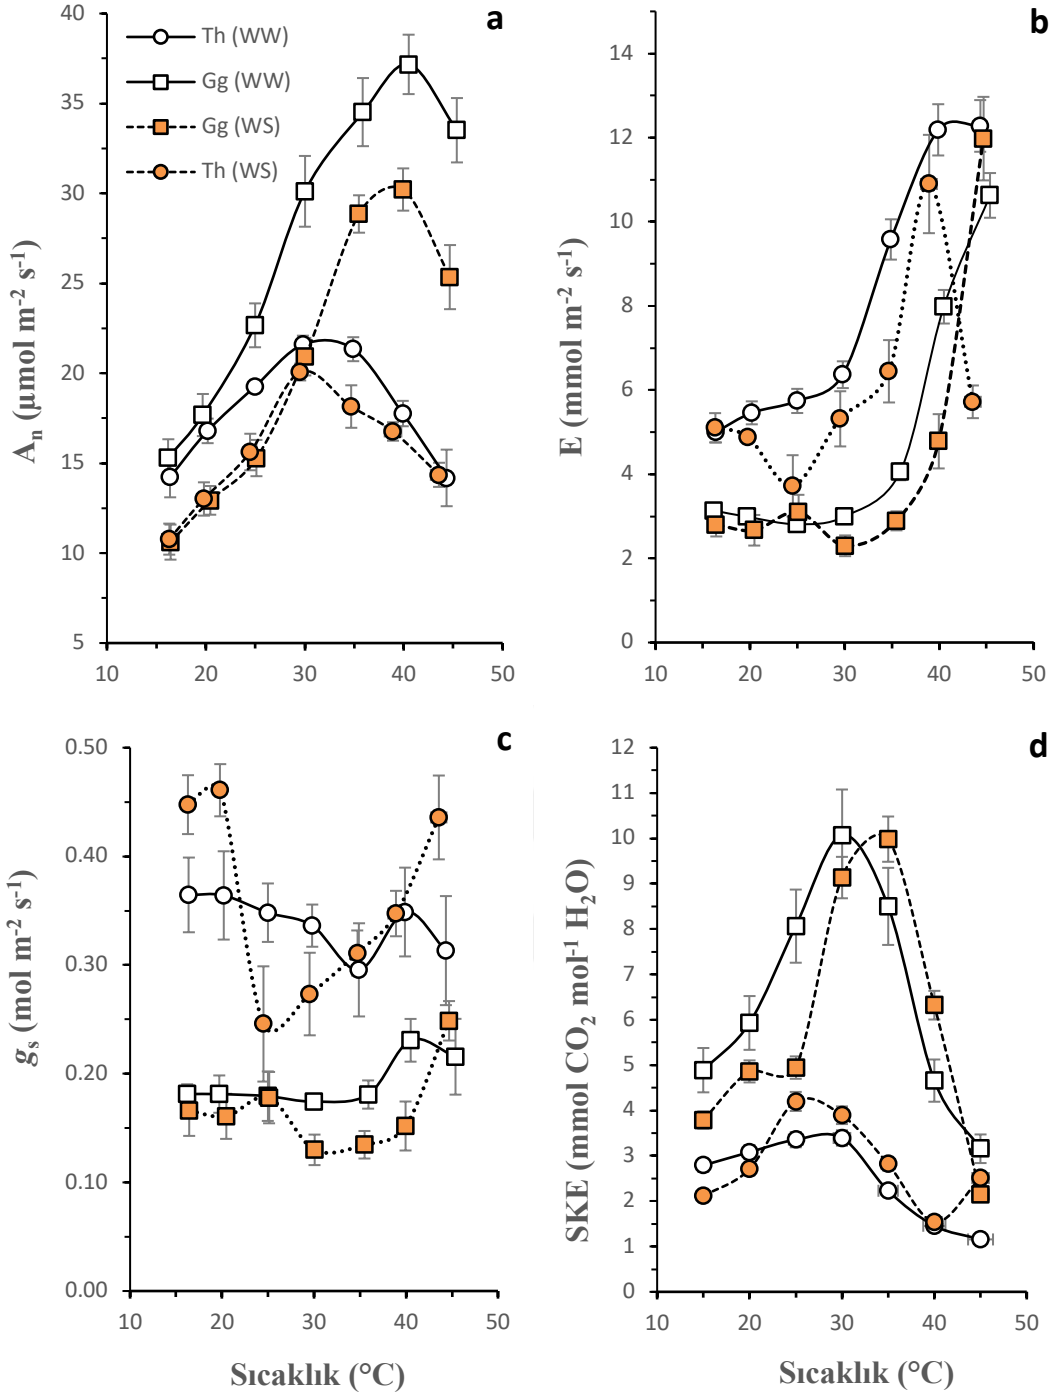 a
40
35
30
25
20
15
10
5
Th (WW)
Gg (WW)
Gg (WS)
Th (WS)
Aₙ (µmol m⁻² s⁻¹)
10 20 30 40 50
b
14
12
10
8
6
4
2
0
E (mmol m⁻² s⁻¹)
10 20 30 40 50
c
0.50
0.40
0.30
0.20
0.10
0.00
gₛ (mol m⁻² s⁻¹)
10 20 30 40 50
Sıcaklık (°C)
d
12
11
10
9
8
7
6
5
4
3
2
1
0
SKE (mmol CO₂ mol⁻¹ H₂O)
10 20 30 40 50
Sıcaklık (°C)